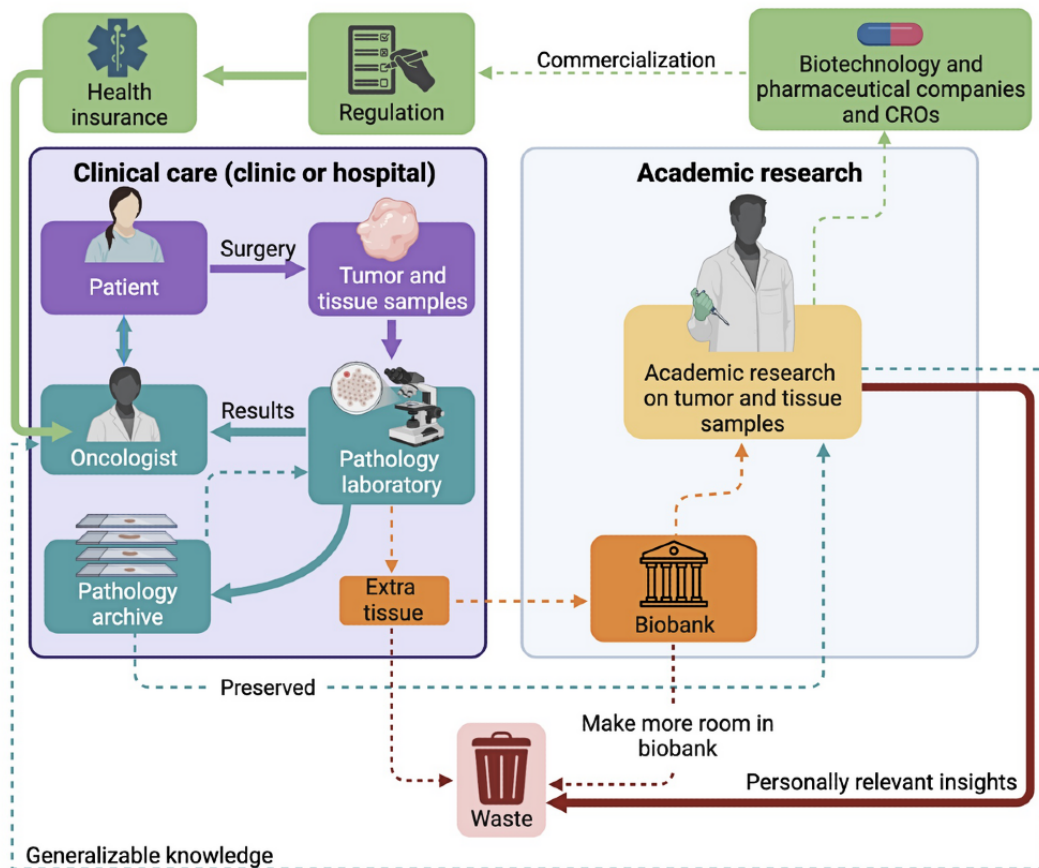 Health
insurance
Regulation
Commercialization
Biotechnology and
pharmaceutical companies
and CROs
Clinical care (clinic or hospital)
Patient
Surgery
Tumor and
tissue samples
Oncologist
Results
Pathology
laboratory
Pathology
archive
Extra
tissue
Academic research
Academic research
on tumor and tissue
samples
Biobank
Preserved
Make more room in
biobank
Waste
Personally relevant insights
Generalizable knowledge